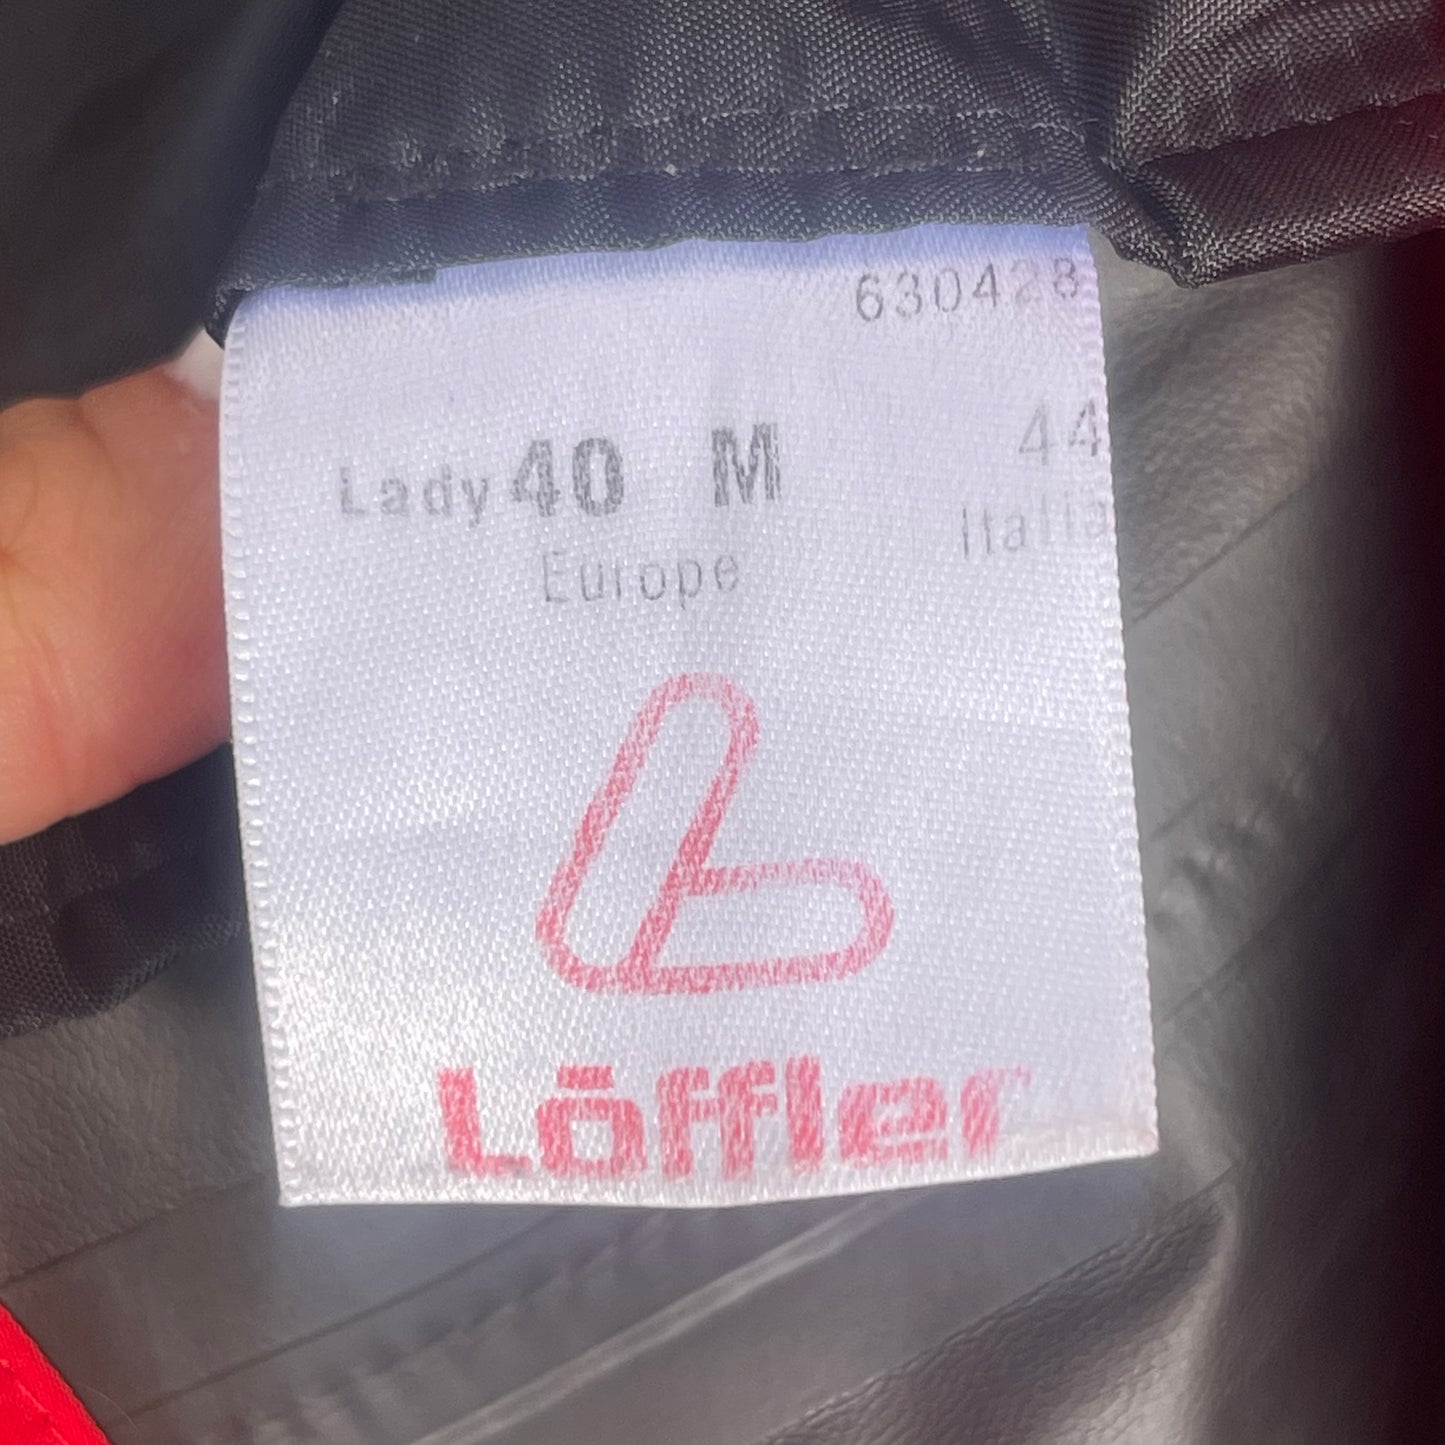 630428
Lady 40 M 44
Europe Italia
Löffler